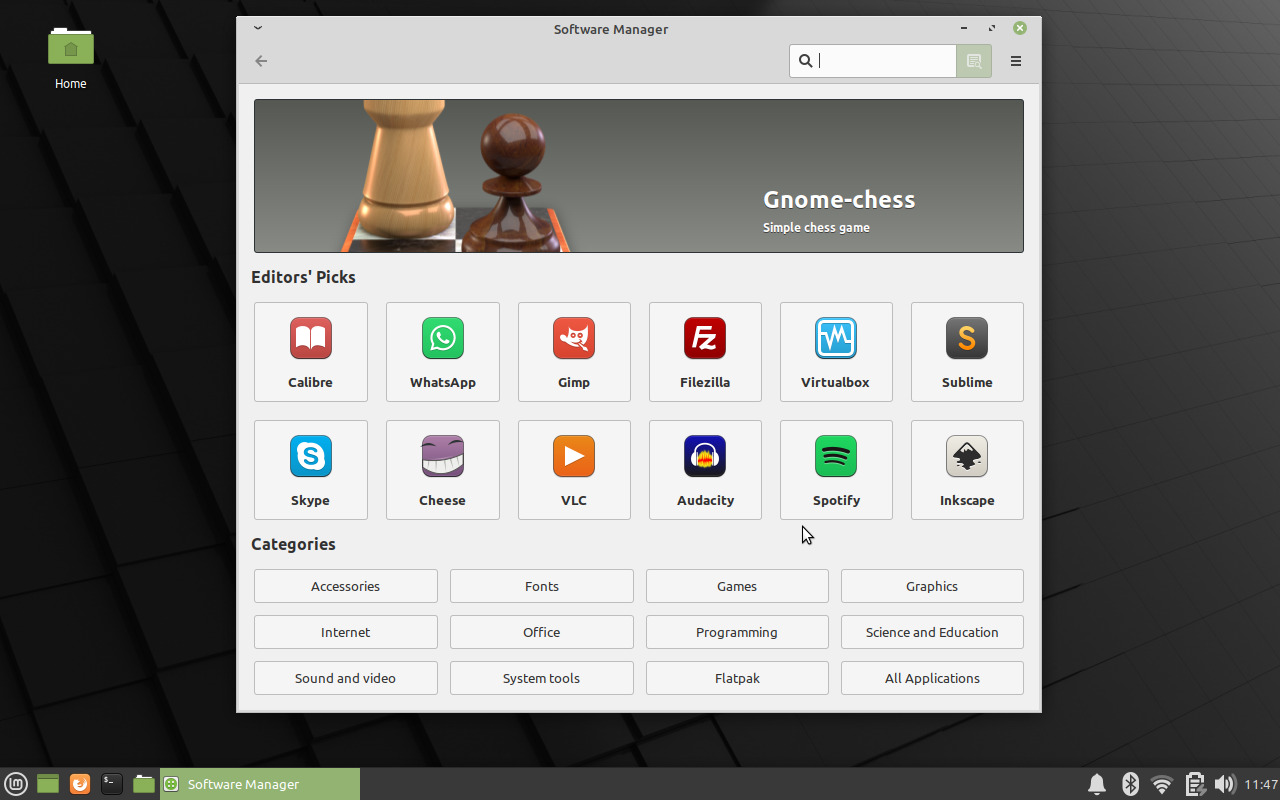 Software Manager
Home
Gnome-chess
Simple chess game
Editors' Picks
Calibre
WhatsApp
Gimp
Filezilla
Virtualbox
Sublime
Skype
Cheese
VLC
Audacity
Spotify
Inkscape
Categories
Accessories
Fonts
Games
Graphics
Internet
Office
Programming
Science and Education
Sound and video
System tools
Flatpak
All Applications
Software Manager
11:47